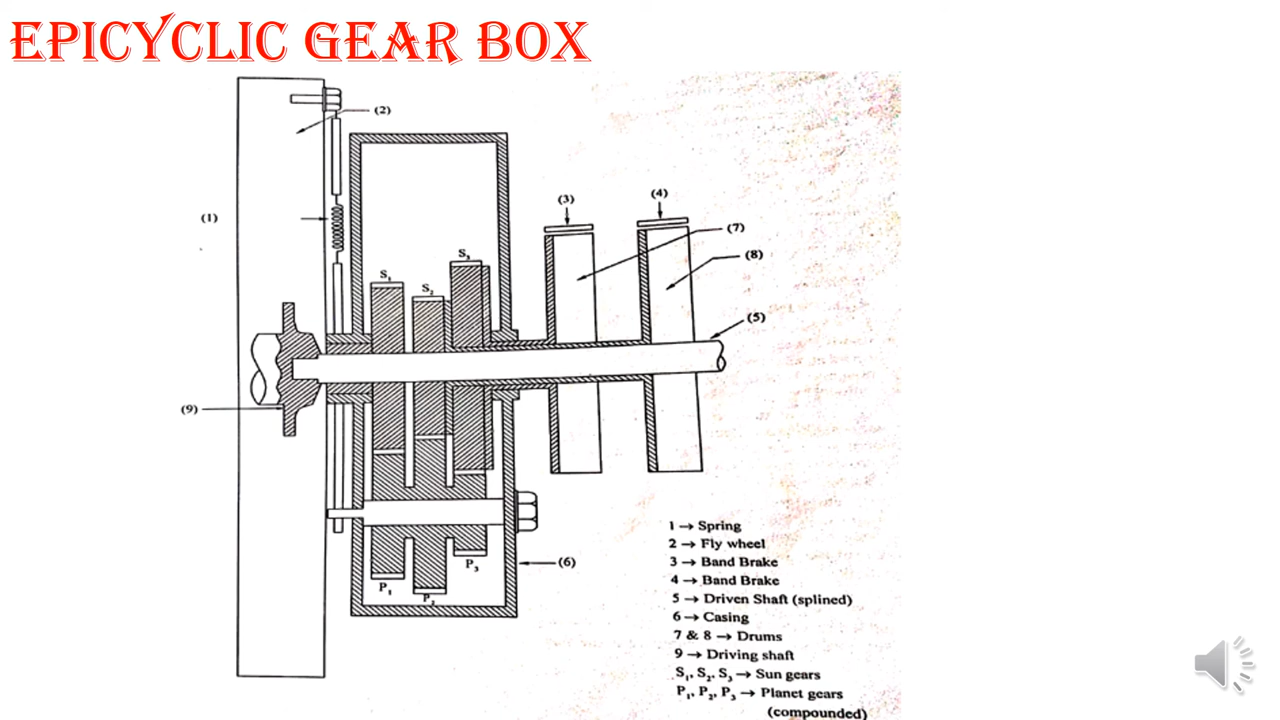 EPICYCLIC GEAR BOX
(2)
(1)
(3)
(4)
(7)
(8)
S₁
S₂
S₃
(5)
(9)
(6)
P₁
P₂
P₃
1 → Spring
2 → Fly wheel
3 → Band Brake
4 → Band Brake
5 → Driven Shaft (splined)
6 → Casing
7 & 8 → Drums
9 → Driving shaft
S₁, S₂, S₃ → Sun gears
P₁, P₂, P₃ → Planet gears
(compounded)